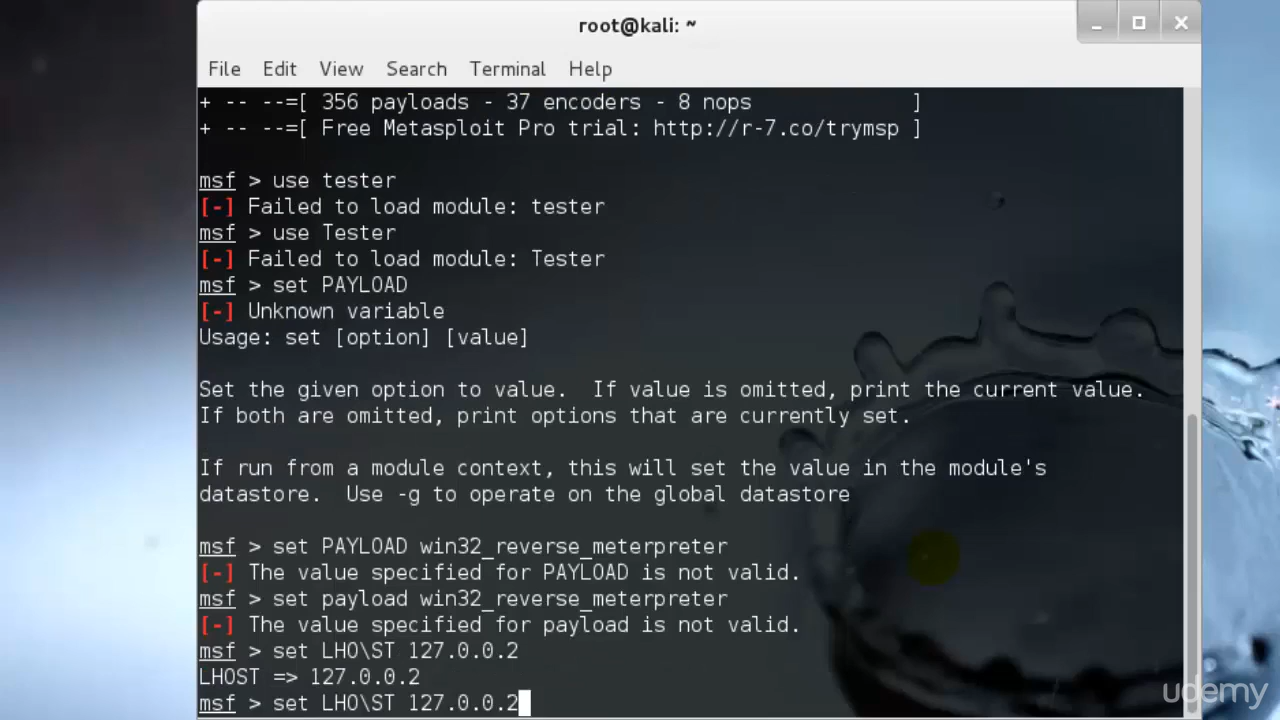 root@kali: ~
File Edit View Search Terminal Help
+ -- --=[ 356 payloads - 37 encoders - 8 nops ]
+ -- --=[ Free Metasploit Pro trial: http://r-7.co/trymsp ]
msf > use tester
[-] Failed to load module: tester
msf > use Tester
[-] Failed to load module: Tester
msf > set PAYLOAD
[-] Unknown variable
Usage: set [option] [value]
Set the given option to value. If value is omitted, print the current value.
If both are omitted, print options that are currently set.
If run from a module context, this will set the value in the module's
datastore. Use -g to operate on the global datastore
msf > set PAYLOAD win32_reverse_meterpreter
[-] The value specified for PAYLOAD is not valid.
msf > set payload win32_reverse_meterpreter
[-] The value specified for payload is not valid.
msf > set LHO\ST 127.0.0.2
LHOST => 127.0.0.2
msf > set LHO\ST 127.0.0.2
udemy